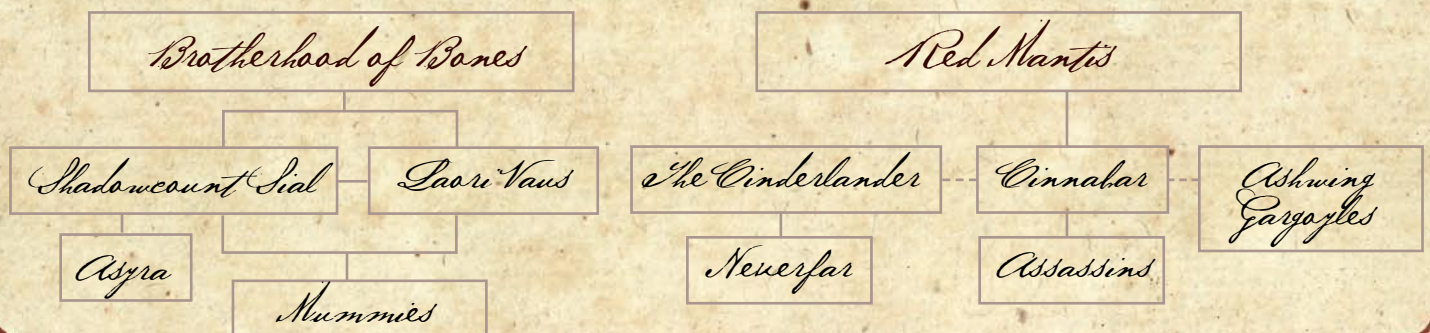 Brotherhood of Bones
Red Mantis
Shadowcount Sial
Laori Vaus
The Cinderlander
Cinnabar
Ashwing
Gargoyles
Asyra
Neverfar
Assassins
Mummies